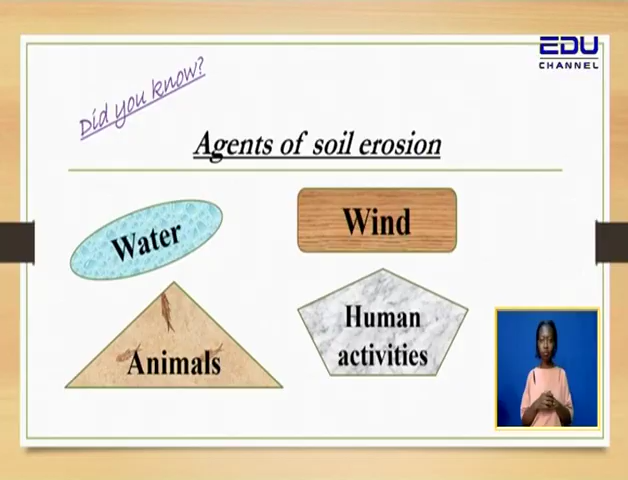 EDU
CHANNEL
Did you know?
Agents of soil erosion
Water
Wind
Animals
Human
activities